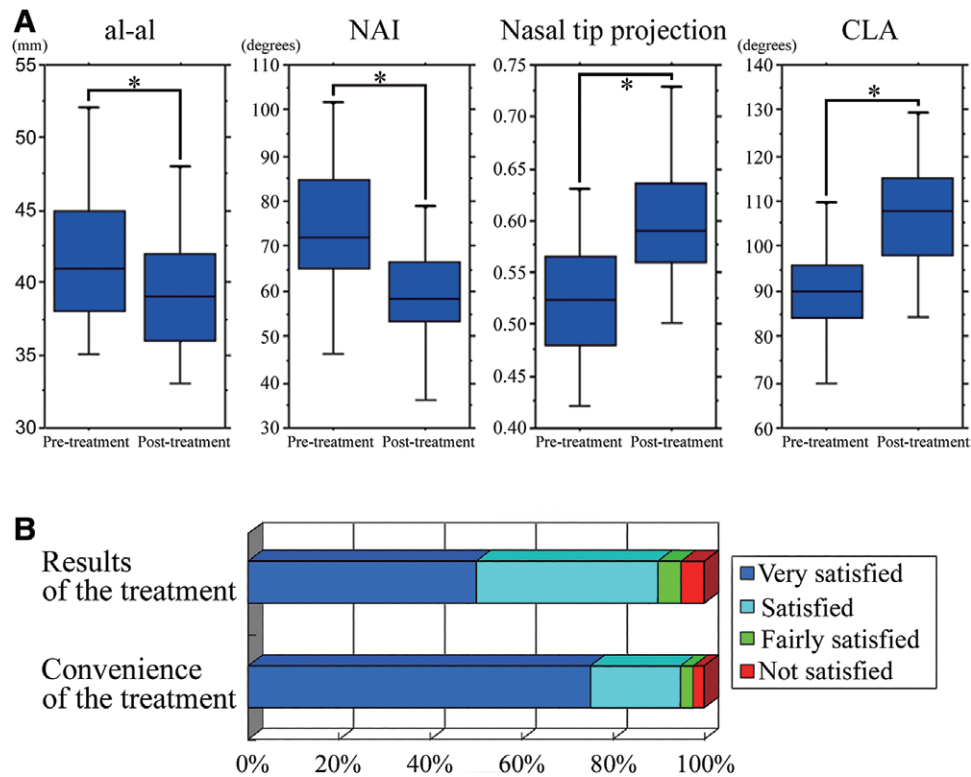 A
al-al
(mm)
55
50
45
40
35
30
*
Pre-treatment Post-treatment
NAI
(degrees)
110
100
90
80
70
60
50
40
30
*
Pre-treatment Post-treatment
Nasal tip projection
0.75
0.70
0.65
0.60
0.55
0.50
0.45
0.40
*
Pre-treatment Post-treatment
CLA
(degrees)
140
130
120
110
100
90
80
70
60
*
Pre-treatment Post-treatment
B
Results
of the treatment
Convenience
of the treatment
0% 20% 40% 60% 80% 100%
Very satisfied
Satisfied
Fairly satisfied
Not satisfied